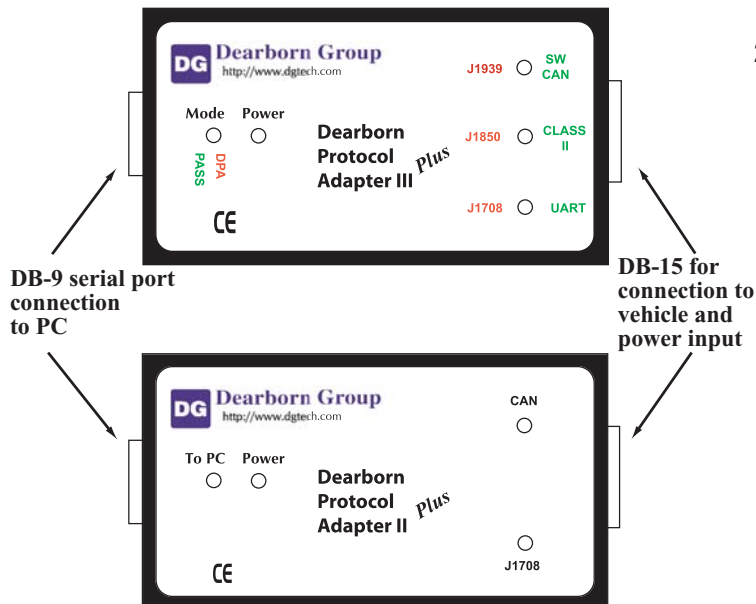 DG Dearborn Group
http://www.dgtech.com
Mode Power
PASS
DPA
Dearborn
Protocol
Adapter III Plus
CE
J1939
SW
CAN
J1850
CLASS
II
J1708
UART
DB-9 serial port
connection
to PC
DB-15 for
connection to
vehicle and
power input
DG Dearborn Group
http://www.dgtech.com
To PC Power
Dearborn
Protocol
Adapter II Plus
CE
CAN
J1708